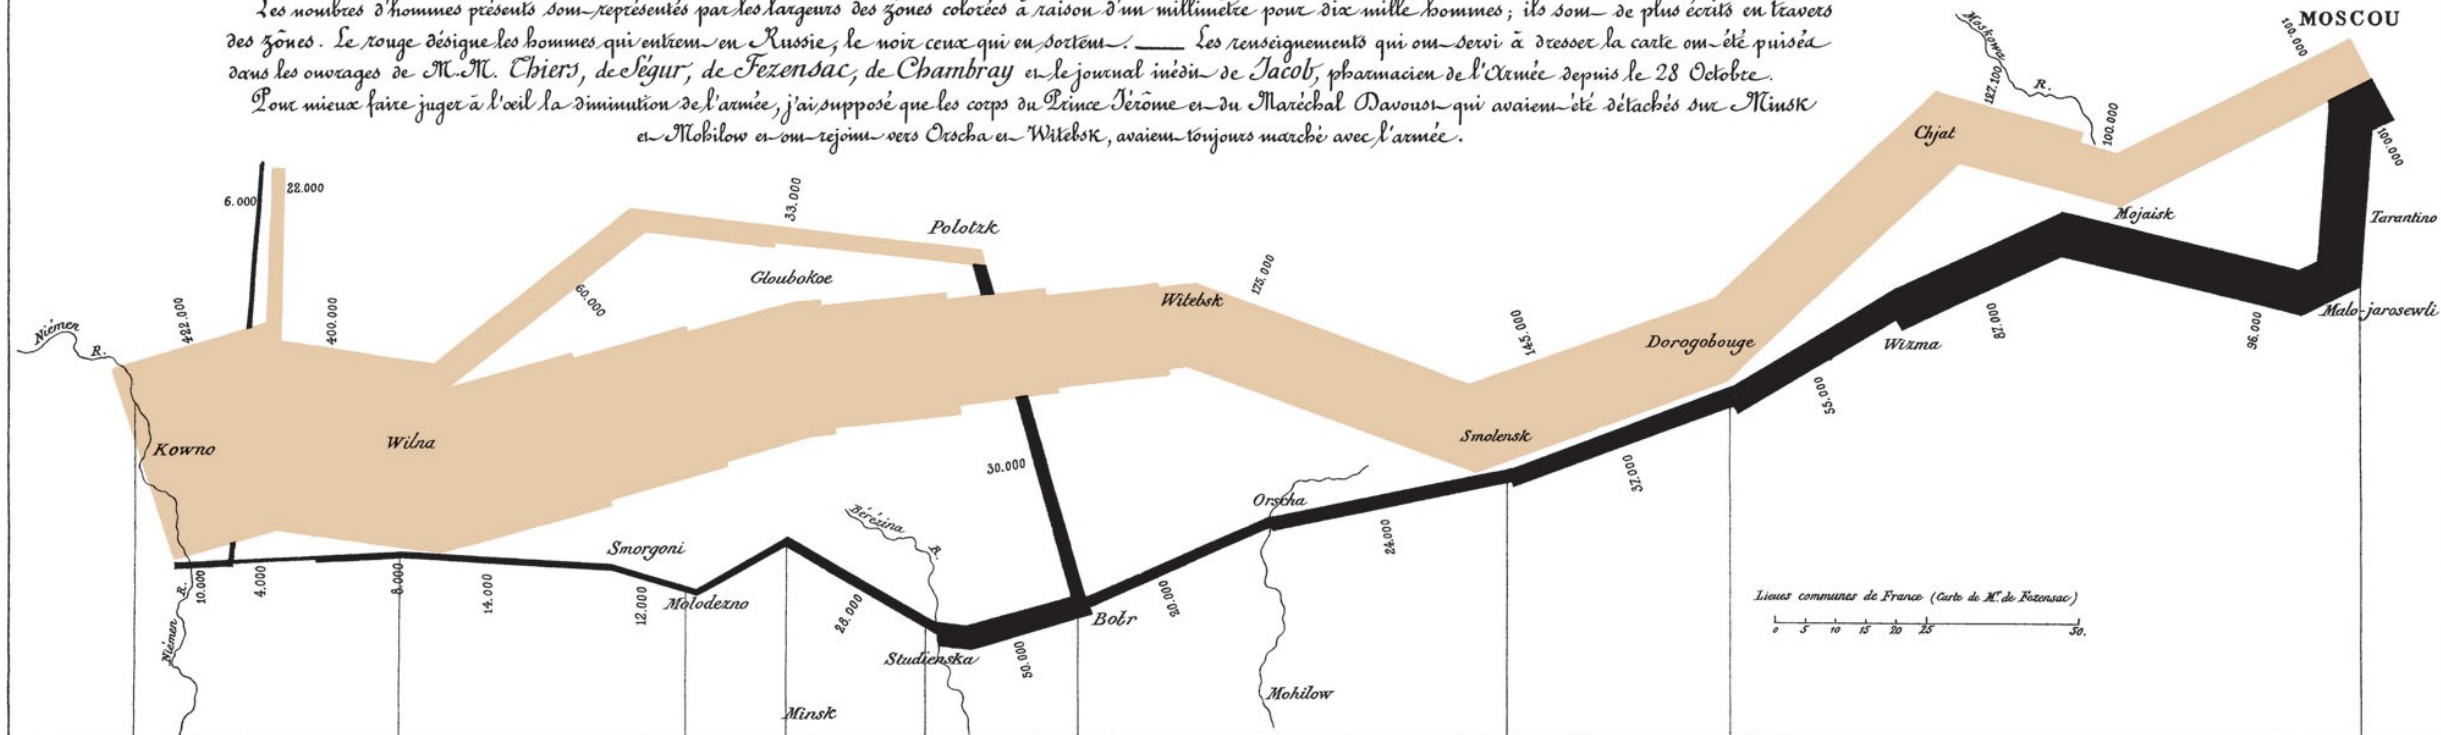 Les nombres d'hommes présents sont représentés par les largeurs des zones colorées à raison d'un millimètre pour dix mille hommes; ils sont de plus écrits en travers
des zônes. Le rouge désigne les hommes qui entrent en Russie, le noir ceux qui en sortent. — Les renseignements qui ont servi à dresser la carte ont été puisés
dans les ouvrages de M.M. Thiers, de Ségur, de Fezensac, de Chambray et le journal inédit de Jacob, pharmacien de l'Armée depuis le 28 Octobre.
Pour mieux faire juger à l'œil la diminution de l'armée, j'ai supposé que les corps du Prince Jérôme et du Maréchal Davoust qui avaient été détachés sur Minsk
et Mohilow et ont rejoint vers Orscha et Witebsk, avaient toujours marché avec l'armée.
MOSCOU
100.000
Moskowa
R.
127.100
100.000
100.000
Chjat
Mojaisk
Tarantino
Malo-jarosewli
6.000
22.000
33.000
Polotzk
Gloubokoe
60.000
Niémen
R.
422.000
400.000
175.000
Witebsk
145.000
Dorogobouge
Wizma
87.000
96.000
55.000
Kowno
Wilna
Smolensk
30.000
37.000
Orscha
24.000
Bérézina
R.
Smorgoni
Molodezno
Niémen
R.
10.000
4.000
8.000
14.000
12.000
28.000
Studienska
50.000
Bobr
20.000
Minsk
Mohilow
Lieues communes de France (Carte de M.r de Fezensac)
0 5 10 15 20 25 50.